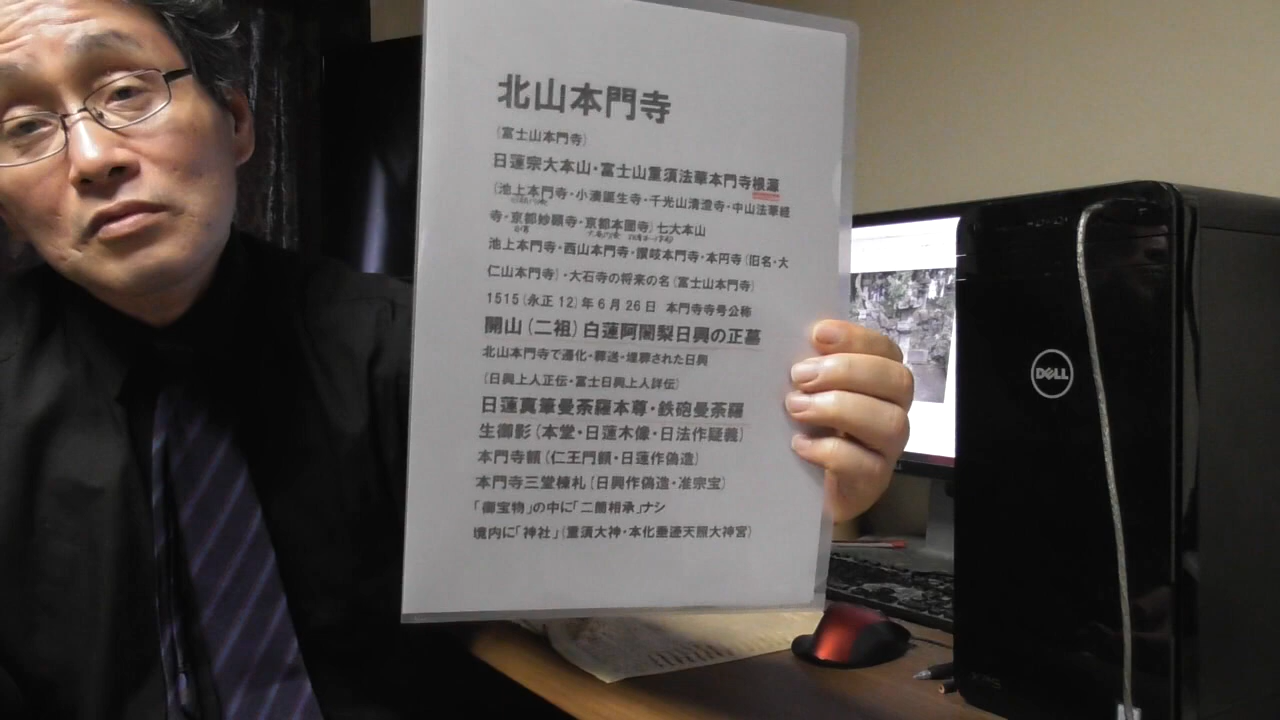 北山本門寺
(富士山本門寺)
日蓮宗大本山・富士山重須法華本門寺根源
(池上本門寺・小湊誕生寺・千光山清澄寺・中山法華経
寺・京都妙顕寺・京都本圀寺)七大本山
池上本門寺・西山本門寺・讃岐本門寺・本円寺(旧名・大
仁山本門寺)・大石寺の将来の名(富士山本門寺)
1515(永正12)年6月26日 本門寺寺号公称
開山(二祖)白蓮阿闍梨日興の正墓
北山本門寺で遷化・葬送・埋葬された日興
(日興上人正伝・富士日興上人詳伝)
日蓮真筆曼荼羅本尊・鉄砲曼荼羅
生御影(本堂・日蓮木像・日法作疑義)
本門寺額(仁王門額・日蓮作偽造)
本門寺三堂棟札(日興作偽造・准宗宝)
「御宝物」の中に「二箇相承」ナシ
境内に「神社」(重須大神・本化垂迹天照大神宮)
DELL